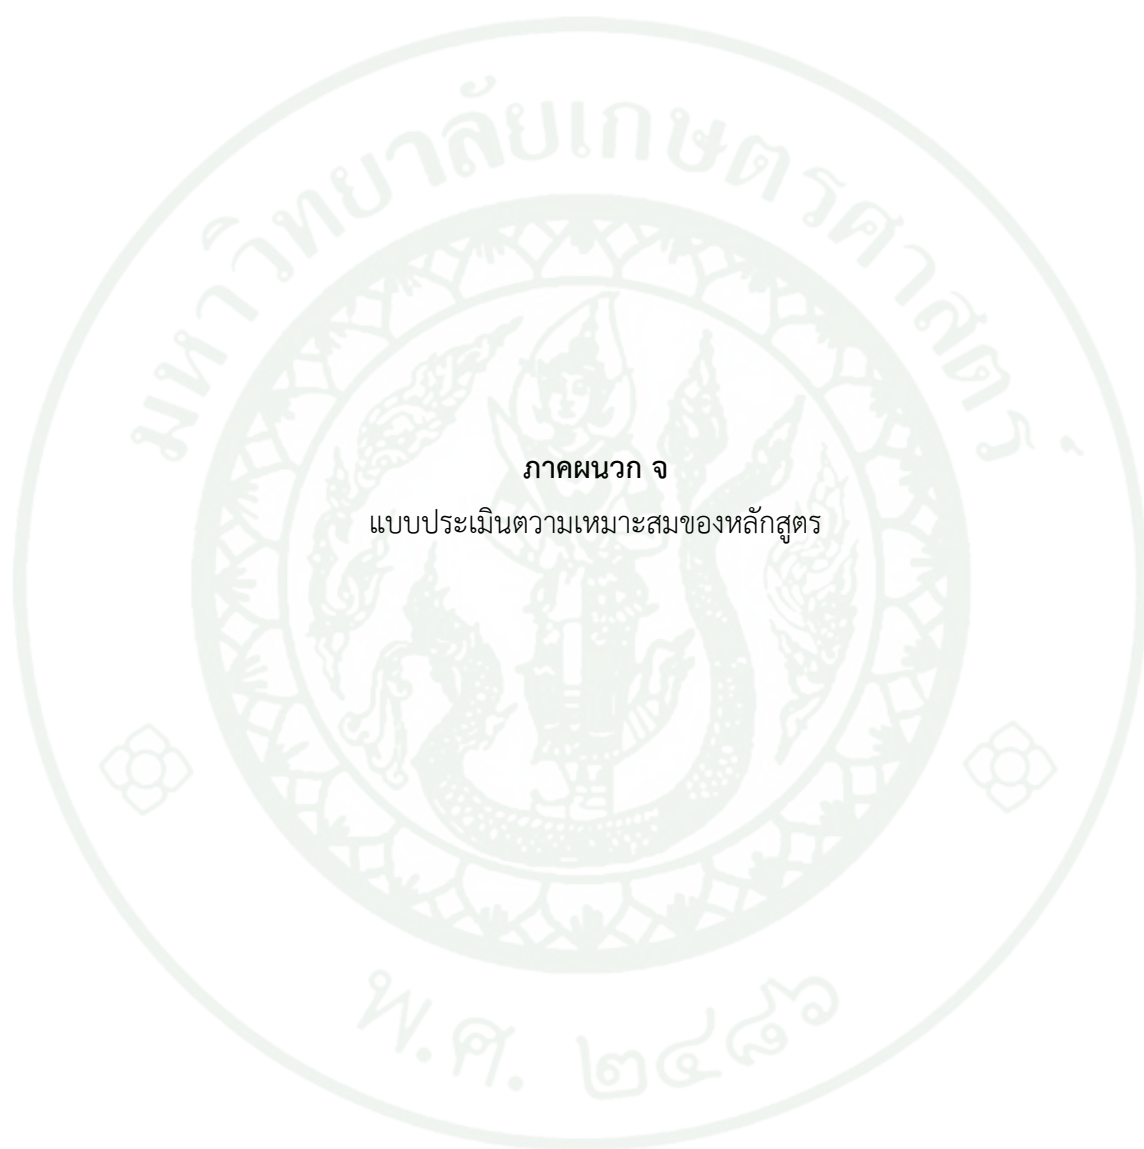 มหาวิทยาลัยเกษตรศาสตร์
ภาคผนวก จ
แบบประเมินตวามเหมาะสมของหลักสูตร
พ.ศ. ๒๔๘๖